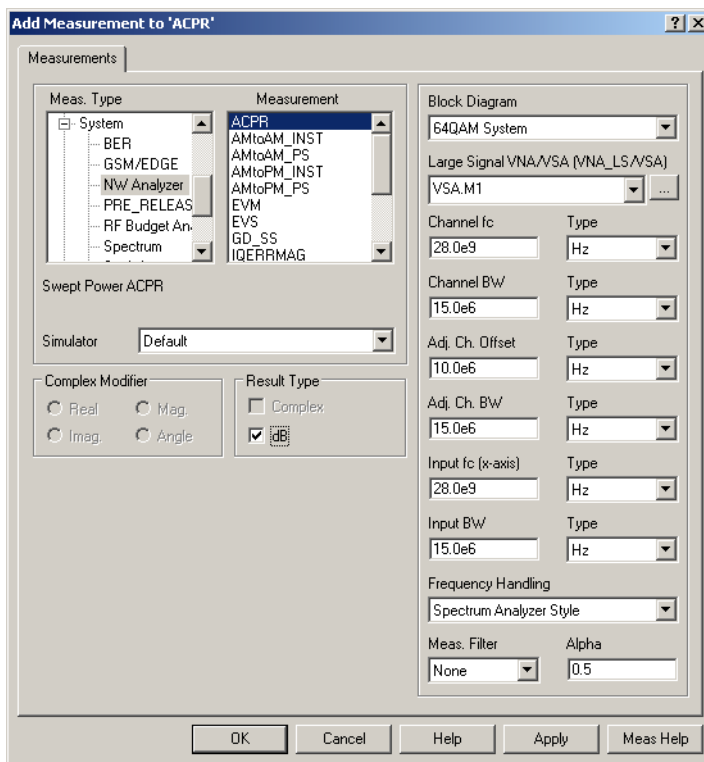 Add Measurement to 'ACPR'
Measurements
Meas. Type
System
BER
GSM/EDGE
NW Analyzer
PRE_RELEAS
RF Budget An
Spectrum
Measurement
ACPR
AMtoAM_INST
AMtoAM_PS
AMtoPM_INST
AMtoPM_PS
EVM
EVS
GD_SS
IQERRMAG
Swept Power ACPR
Simulator
Default
Complex Modifier
Real
Mag.
Imag.
Angle
Result Type
Complex
dB
Block Diagram
64QAM System
Large Signal VNA/VSA (VNA_LS/VSA)
VSA.M1
...
Channel fc Type
28.0e9 Hz
Channel BW Type
15.0e6 Hz
Adj. Ch. Offset Type
10.0e6 Hz
Adj. Ch. BW Type
15.0e6 Hz
Input fc (x-axis) Type
28.0e9 Hz
Input BW Type
15.0e6 Hz
Frequency Handling
Spectrum Analyzer Style
Meas. Filter Alpha
None 0.5
OK Cancel Help Apply Meas Help